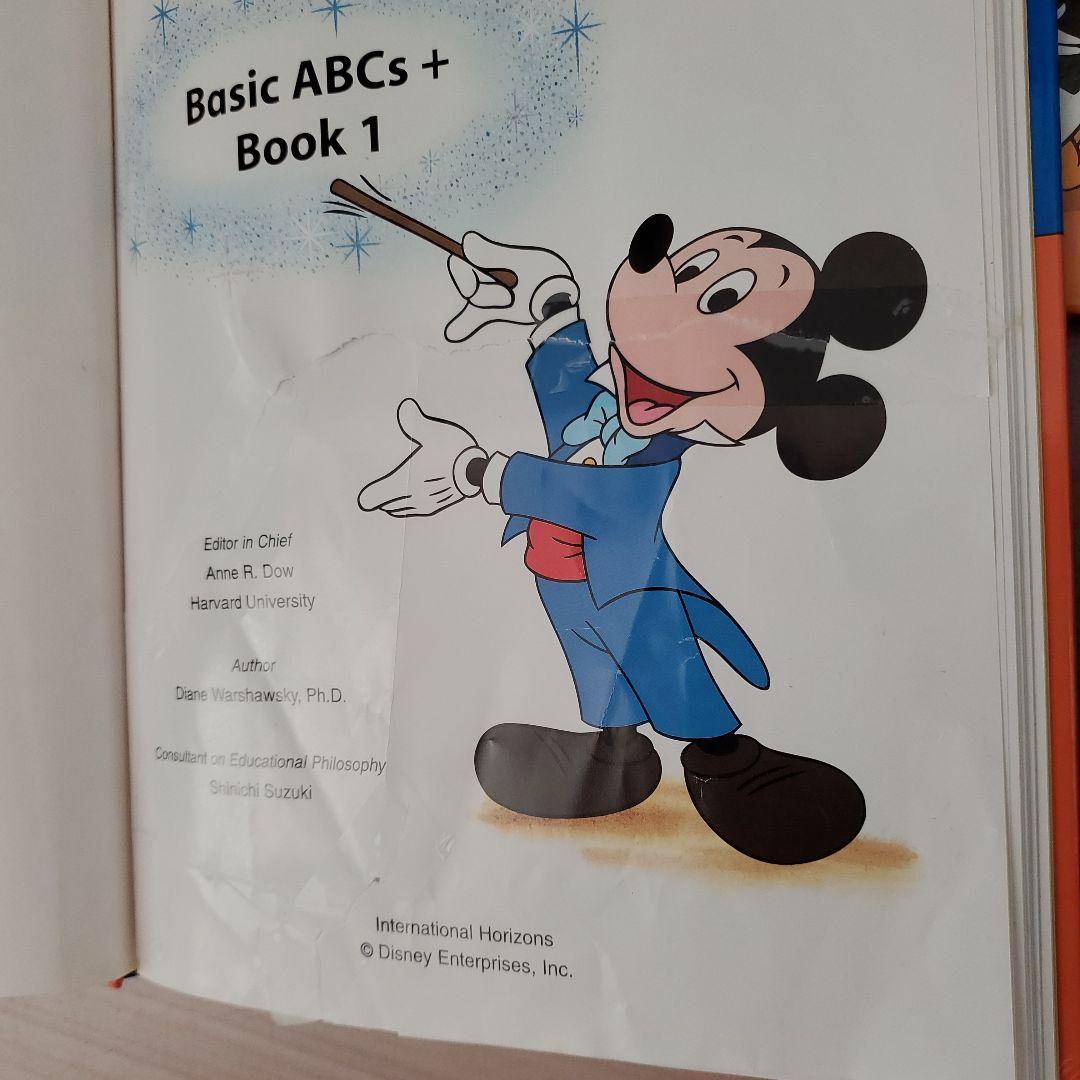 Basic ABCs +
Book 1
Editor in Chief
Anne R. Dow
Harvard University
Author
Diane Warshawsky, Ph.D.
Consultant on Educational Philosophy
Shinichi Suzuki
International Horizons
© Disney Enterprises, Inc.